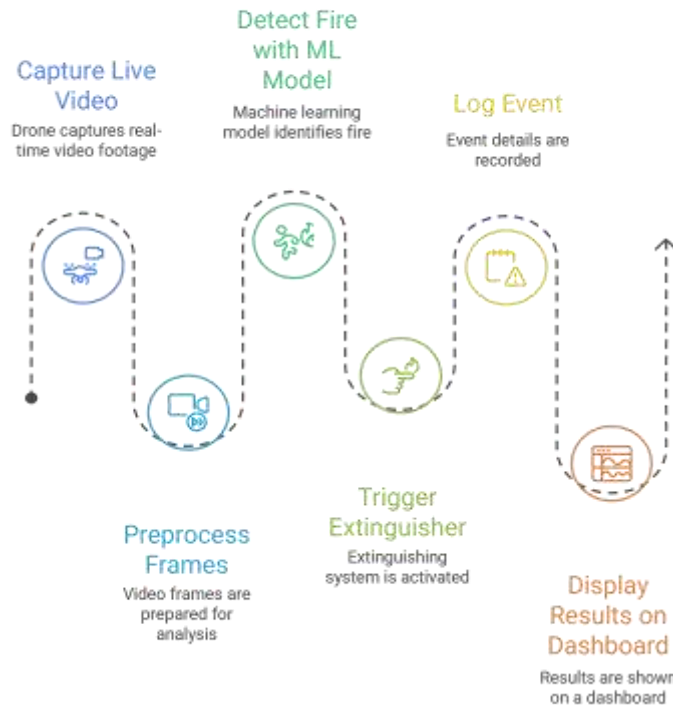 Capture Live
Video
Drone captures real-
time video footage
Preprocess
Frames
Video frames are
prepared for
analysis
Detect Fire
with ML
Model
Machine learning
model identifies fire
Trigger
Extinguisher
Extinguishing
system is activated
Log Event
Event details are
recorded
Display
Results on
Dashboard
Results are shown
on a dashboard